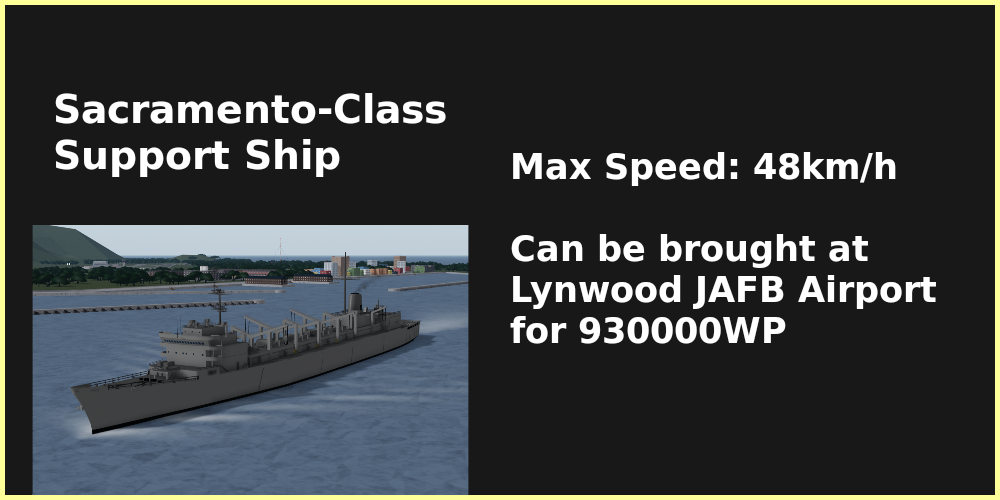 Sacramento-Class
Support Ship
Max Speed: 48km/h
Can be brought at
Lynwood JAFB Airport
for 930000WP